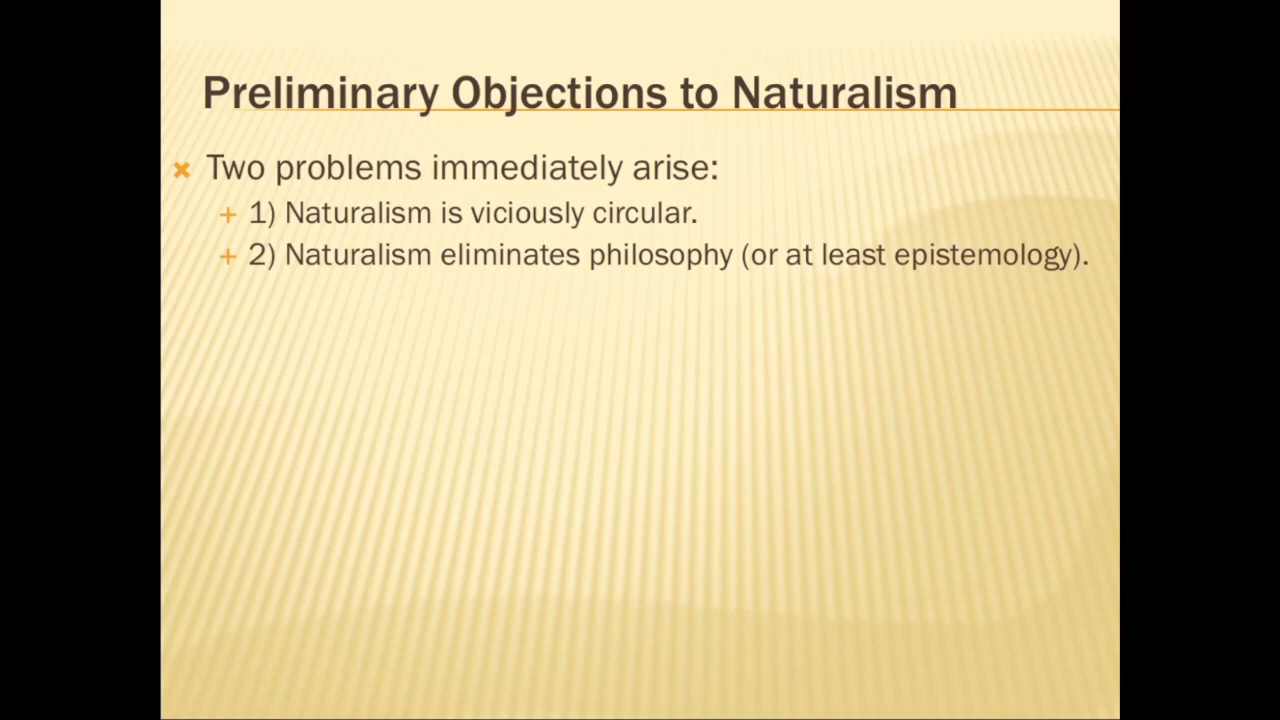 Preliminary Objections to Naturalism
Two problems immediately arise:
1) Naturalism is viciously circular.
2) Naturalism eliminates philosophy (or at least epistemology).